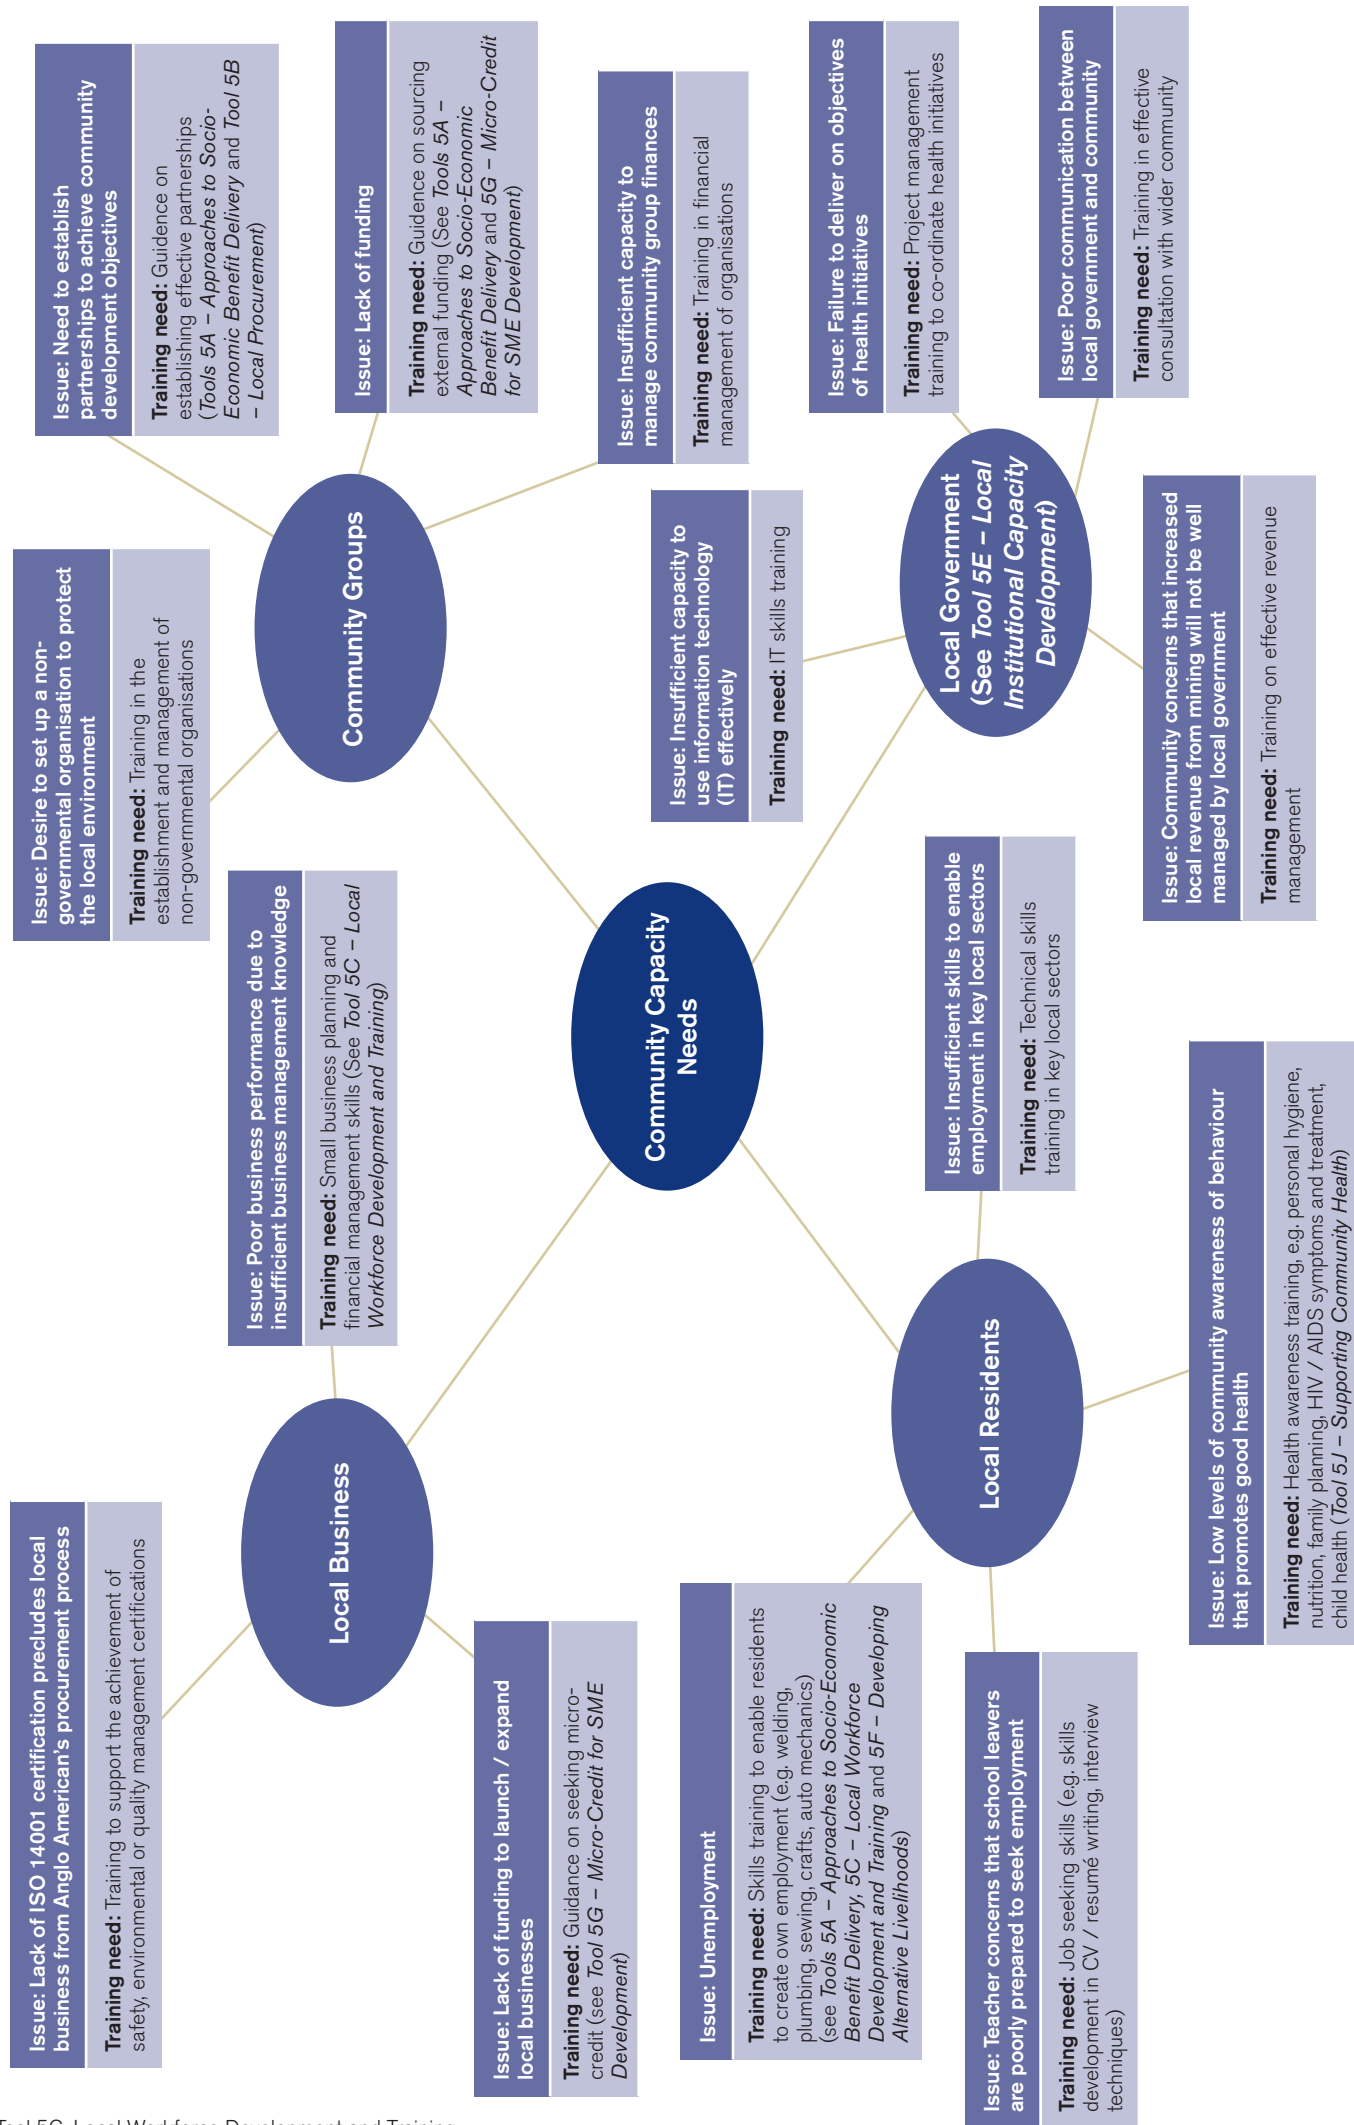 Issue: Lack of ISO 14001 certification precludes local
business from Anglo American's procurement process
Training need: Training to support the achievement of
safety, environmental or quality management certifications
Local Business
Issue: Poor business performance due to
insufficient business management knowledge
Training need: Small business planning and
financial management skills (See Tool 5C – Local
Workforce Development and Training)
Issue: Lack of funding to launch / expand
local businesses
Training need: Guidance on seeking micro-
credit (see Tool 5G – Micro-Credit for SME
Development)
Issue: Desire to set up a non-
governmental organisation to protect
the local environment
Training need: Training in the
establishment and management of
non-governmental organisations
Community Groups
Issue: Need to establish
partnerships to achieve community
development objectives
Training need: Guidance on
establishing effective partnerships
(Tools 5A – Approaches to Socio-
Economic Benefit Delivery and Tool 5B
– Local Procurement)
Issue: Lack of funding
Training need: Guidence on sourcing
external funding (See Tools 5A –
Approaches to Socio-Economic
Benefit Delivery and 5G – Micro-Credit
for SME Development)
Issue: Insufficient capacity to
manage community group finances
Training need: Training in financial
management of organisations
Community Capacity
Needs
Issue: Unemployment
Training need: Skills training to enable residents
to create own employment (e.g. welding,
plumbing, sewing, crafts, auto mechanics)
(see Tools 5A – Approaches to Socio-Economic
Benefit Delivery, 5C – Local Workforce
Development and Training and 5F – Developing
Alternative Livelihoods)
Local Residents
Issue: Insufficient skills to enable
employment in key local sectors
Training need: Technical skills
training in key local sectors
Issue: Teacher concerns that school leavers
are poorly prepared to seek employment
Training need: Job seeking skills (e.g. skills
development in CV / resumé writing, interview
techniques)
Issue: Low levels of community awareness of behaviour
that promotes good health
Training need: Health awareness training, e.g. personal hygiene,
nutrition, family planning, HIV / AIDS symptoms and treatment,
child health (Tool 5J – Supporting Community Health)
Issue: Insufficient capacity to
use information technology
(IT) effectively
Training need: IT skills training
Local Government
(See Tool 5E – Local
Institutional Capacity
Development)
Issue: Failure to deliver on objectives
of health initiatives
Training need: Project management
training to co-ordinate health initiatives
Issue: Poor communication between
local government and community
Training need: Training in effective
consultation with wider community
Issue: Community concerns that increased
local revenue from mining will not be well
managed by local government
Training need: Training on effective revenue
management
Tool 5C Local Workforce Development and Training